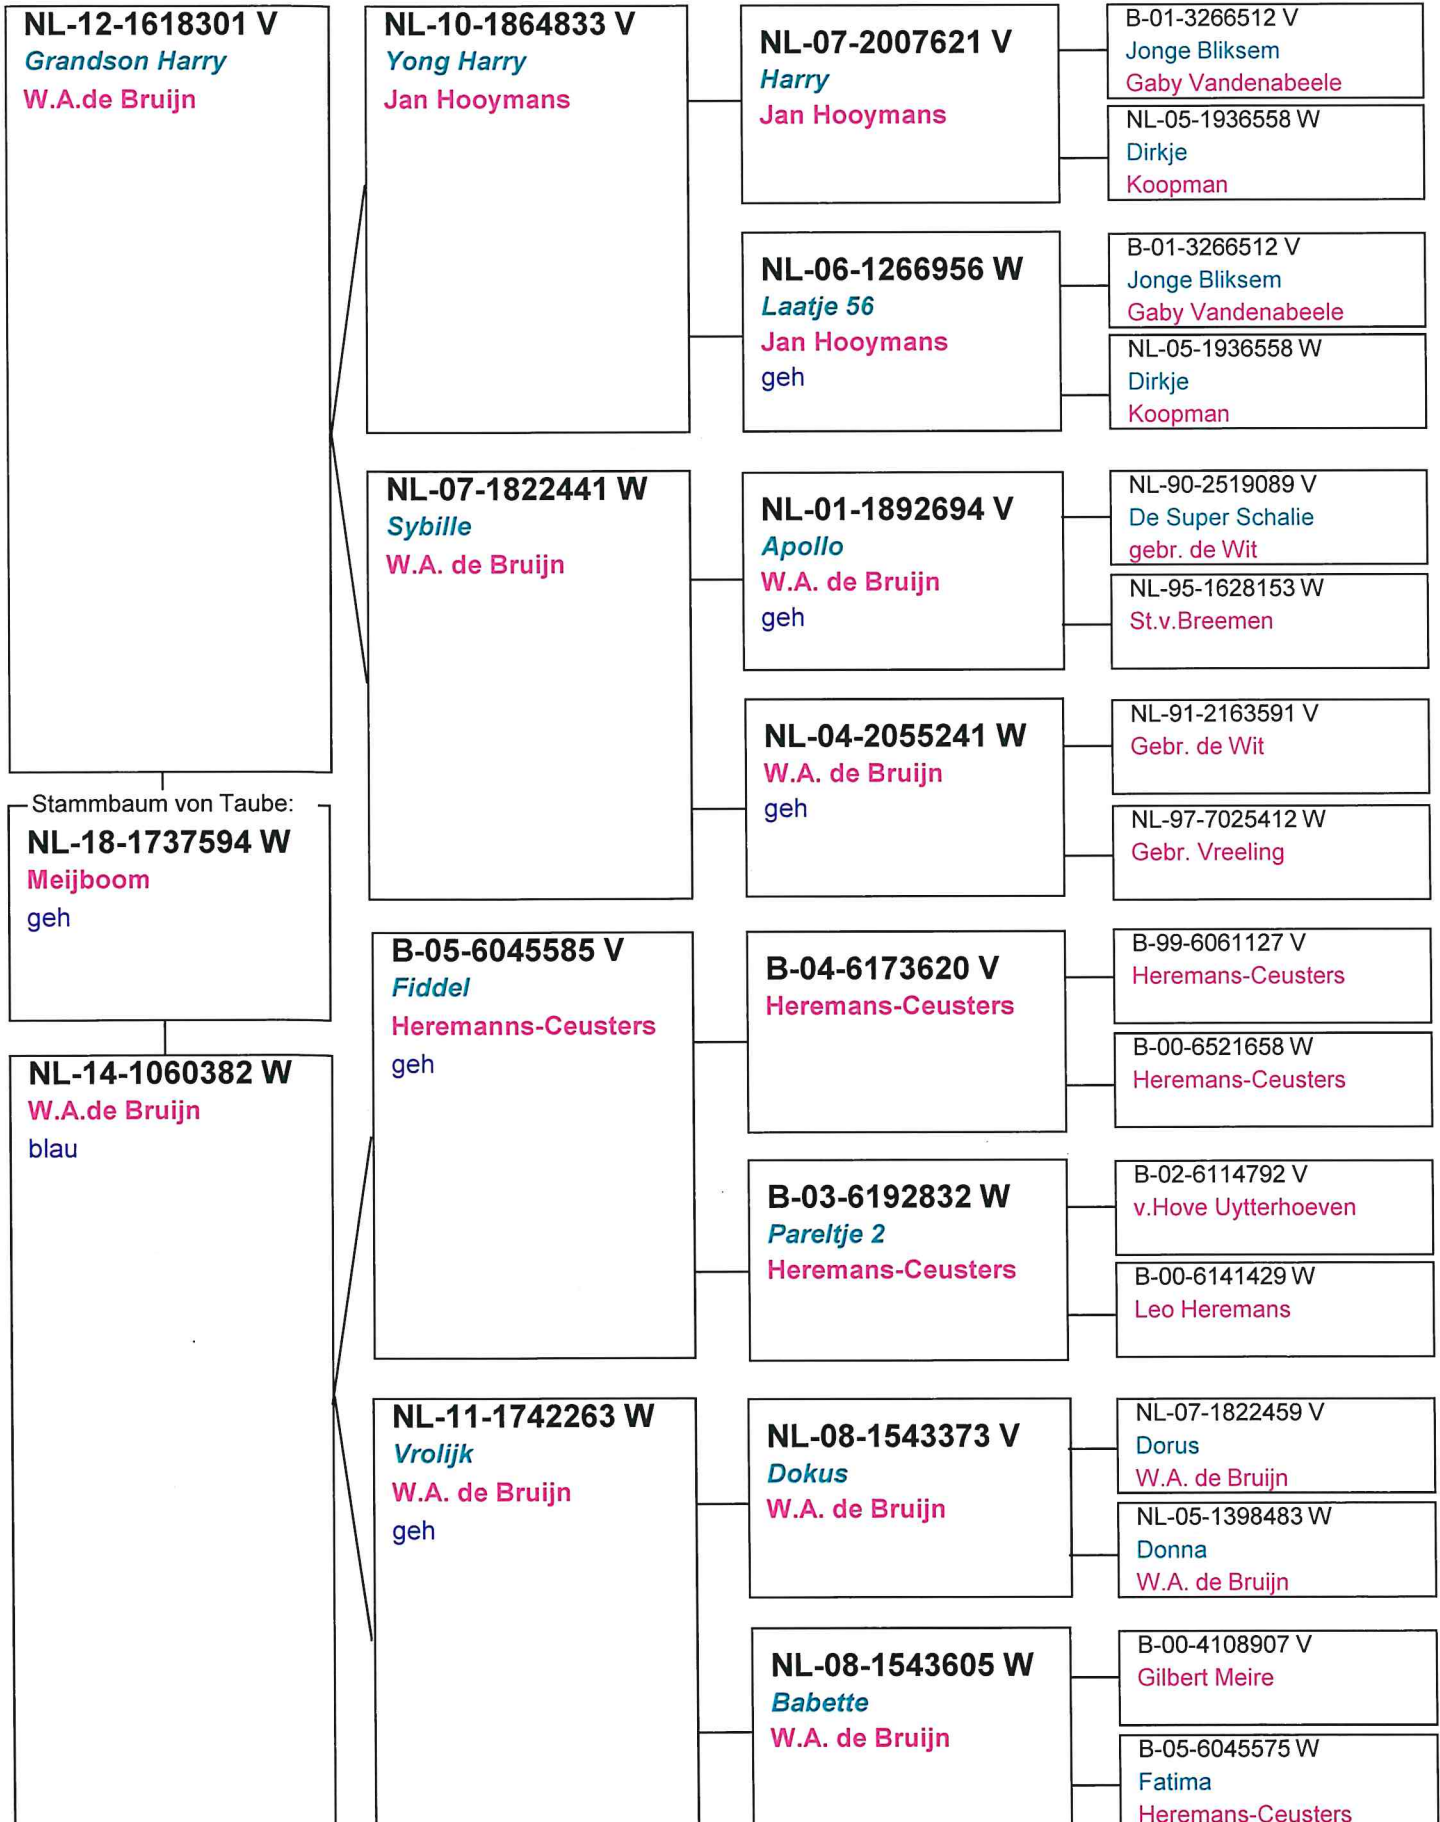 NL-12-1618301 V
Grandson Harry
W.A.de Bruijn
Stammbaum von Taube:
NL-18-1737594 W
Meijboom
geh
NL-14-1060382 W
W.A.de Bruijn
blau
NL-10-1864833 V
Yong Harry
Jan Hooymans
NL-07-1822441 W
Sybille
W.A. de Bruijn
B-05-6045585 V
Fiddel
Heremanns-Ceusters
geh
NL-11-1742263 W
Vrolijk
W.A. de Bruijn
geh
NL-07-2007621 V
Harry
Jan Hooymans
NL-06-1266956 W
Laatje 56
Jan Hooymans
geh
NL-01-1892694 V
Apollo
W.A. de Bruijn
geh
NL-04-2055241 W
W.A. de Bruijn
geh
B-04-6173620 V
Heremans-Ceusters
B-03-6192832 W
Pareltje 2
Heremans-Ceusters
NL-08-1543373 V
Dokus
W.A. de Bruijn
NL-08-1543605 W
Babette
W.A. de Bruijn
B-01-3266512 V
Jonge Bliksem
Gaby Vandenabeele
NL-05-1936558 W
Dirkje
Koopman
B-01-3266512 V
Jonge Bliksem
Gaby Vandenabeele
NL-05-1936558 W
Dirkje
Koopman
NL-90-2519089 V
De Super Schalie
gebr. de Wit
NL-95-1628153 W
St.v.Breemen
NL-91-2163591 V
Gebr. de Wit
NL-97-7025412 W
Gebr. Vreeling
B-99-6061127 V
Heremans-Ceusters
B-00-6521658 W
Heremans-Ceusters
B-02-6114792 V
v.Hove Uytterhoeven
B-00-6141429 W
Leo Heremans
NL-07-1822459 V
Dorus
W.A. de Bruijn
NL-05-1398483 W
Donna
W.A. de Bruijn
B-00-4108907 V
Gilbert Meire
B-05-6045575 W
Fatima
Heremans-Ceusters